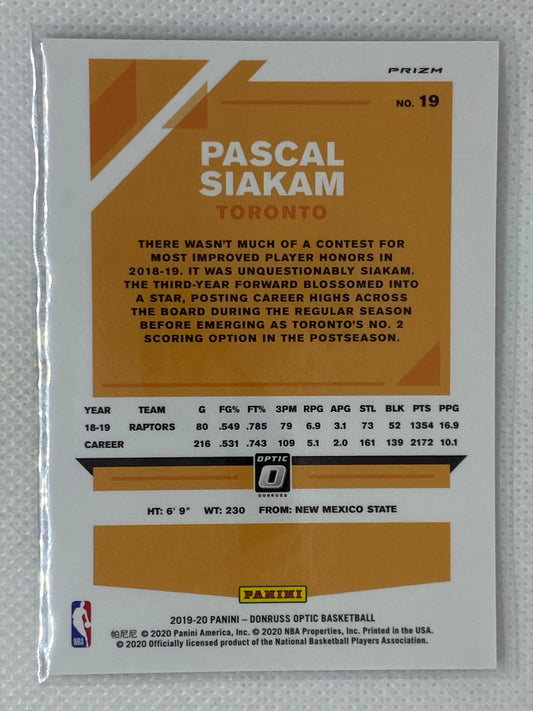 PRIZM
NO. 19
PASCAL
SIAKAM
TORONTO
THERE WASN'T MUCH OF A CONTEST FOR
MOST IMPROVED PLAYER HONORS IN
2018-19. IT WAS UNQUESTIONABLY SIAKAM.
THE THIRD-YEAR FORWARD BLOSSOMED INTO
A STAR, POSTING CAREER HIGHS ACROSS
THE BOARD DURING THE REGULAR SEASON
BEFORE EMERGING AS TORONTO'S NO. 2
SCORING OPTION IN THE POSTSEASON.
YEAR TEAM G FG% FT% 3PM RPG APG STL BLK PTS PPG
18-19 RAPTORS 80 .549 .785 79 6.9 3.1 73 52 1354 16.9
CAREER 216 .531 .743 109 5.1 2.0 161 139 2172 10.1
OPTIC
DONRUSS
HT: 6' 9" WT: 230 FROM: NEW MEXICO STATE
PANINI
2019-20 PANINI – DONRUSS OPTIC BASKETBALL
帕尼尼 © 2020 Panini America, Inc. © 2020 NBA Properties, Inc. Printed in the USA.
© 2020 Officially licensed product of the National Basketball Players Association.
NBA